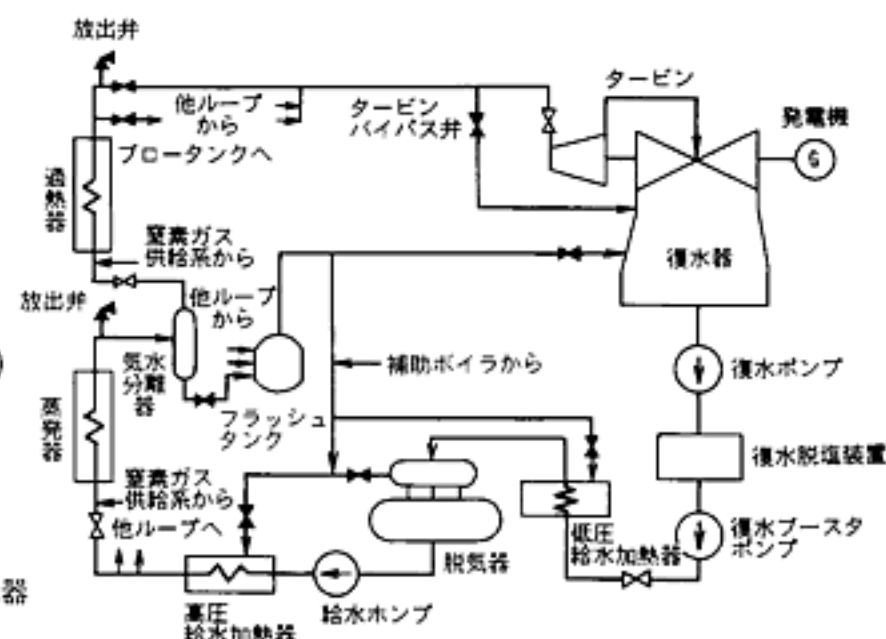 放出弁
タービン
他ループ
から
タービン
バイパス弁
発電機
G
ブロータンクへ
過熱器
窒素ガス
供給系から
復水器
放出弁
他ループ
から
気水
分離
器
補助ボイラから
復水ポンプ
蒸発器
フラッシュ
タンク
復水脱塩装置
窒素ガス
供給系から
他ループへ
低圧
給水加熱器
復水ブースタ
ポンプ
脱気器
器
高圧
給水加熱器
給水ポンプ